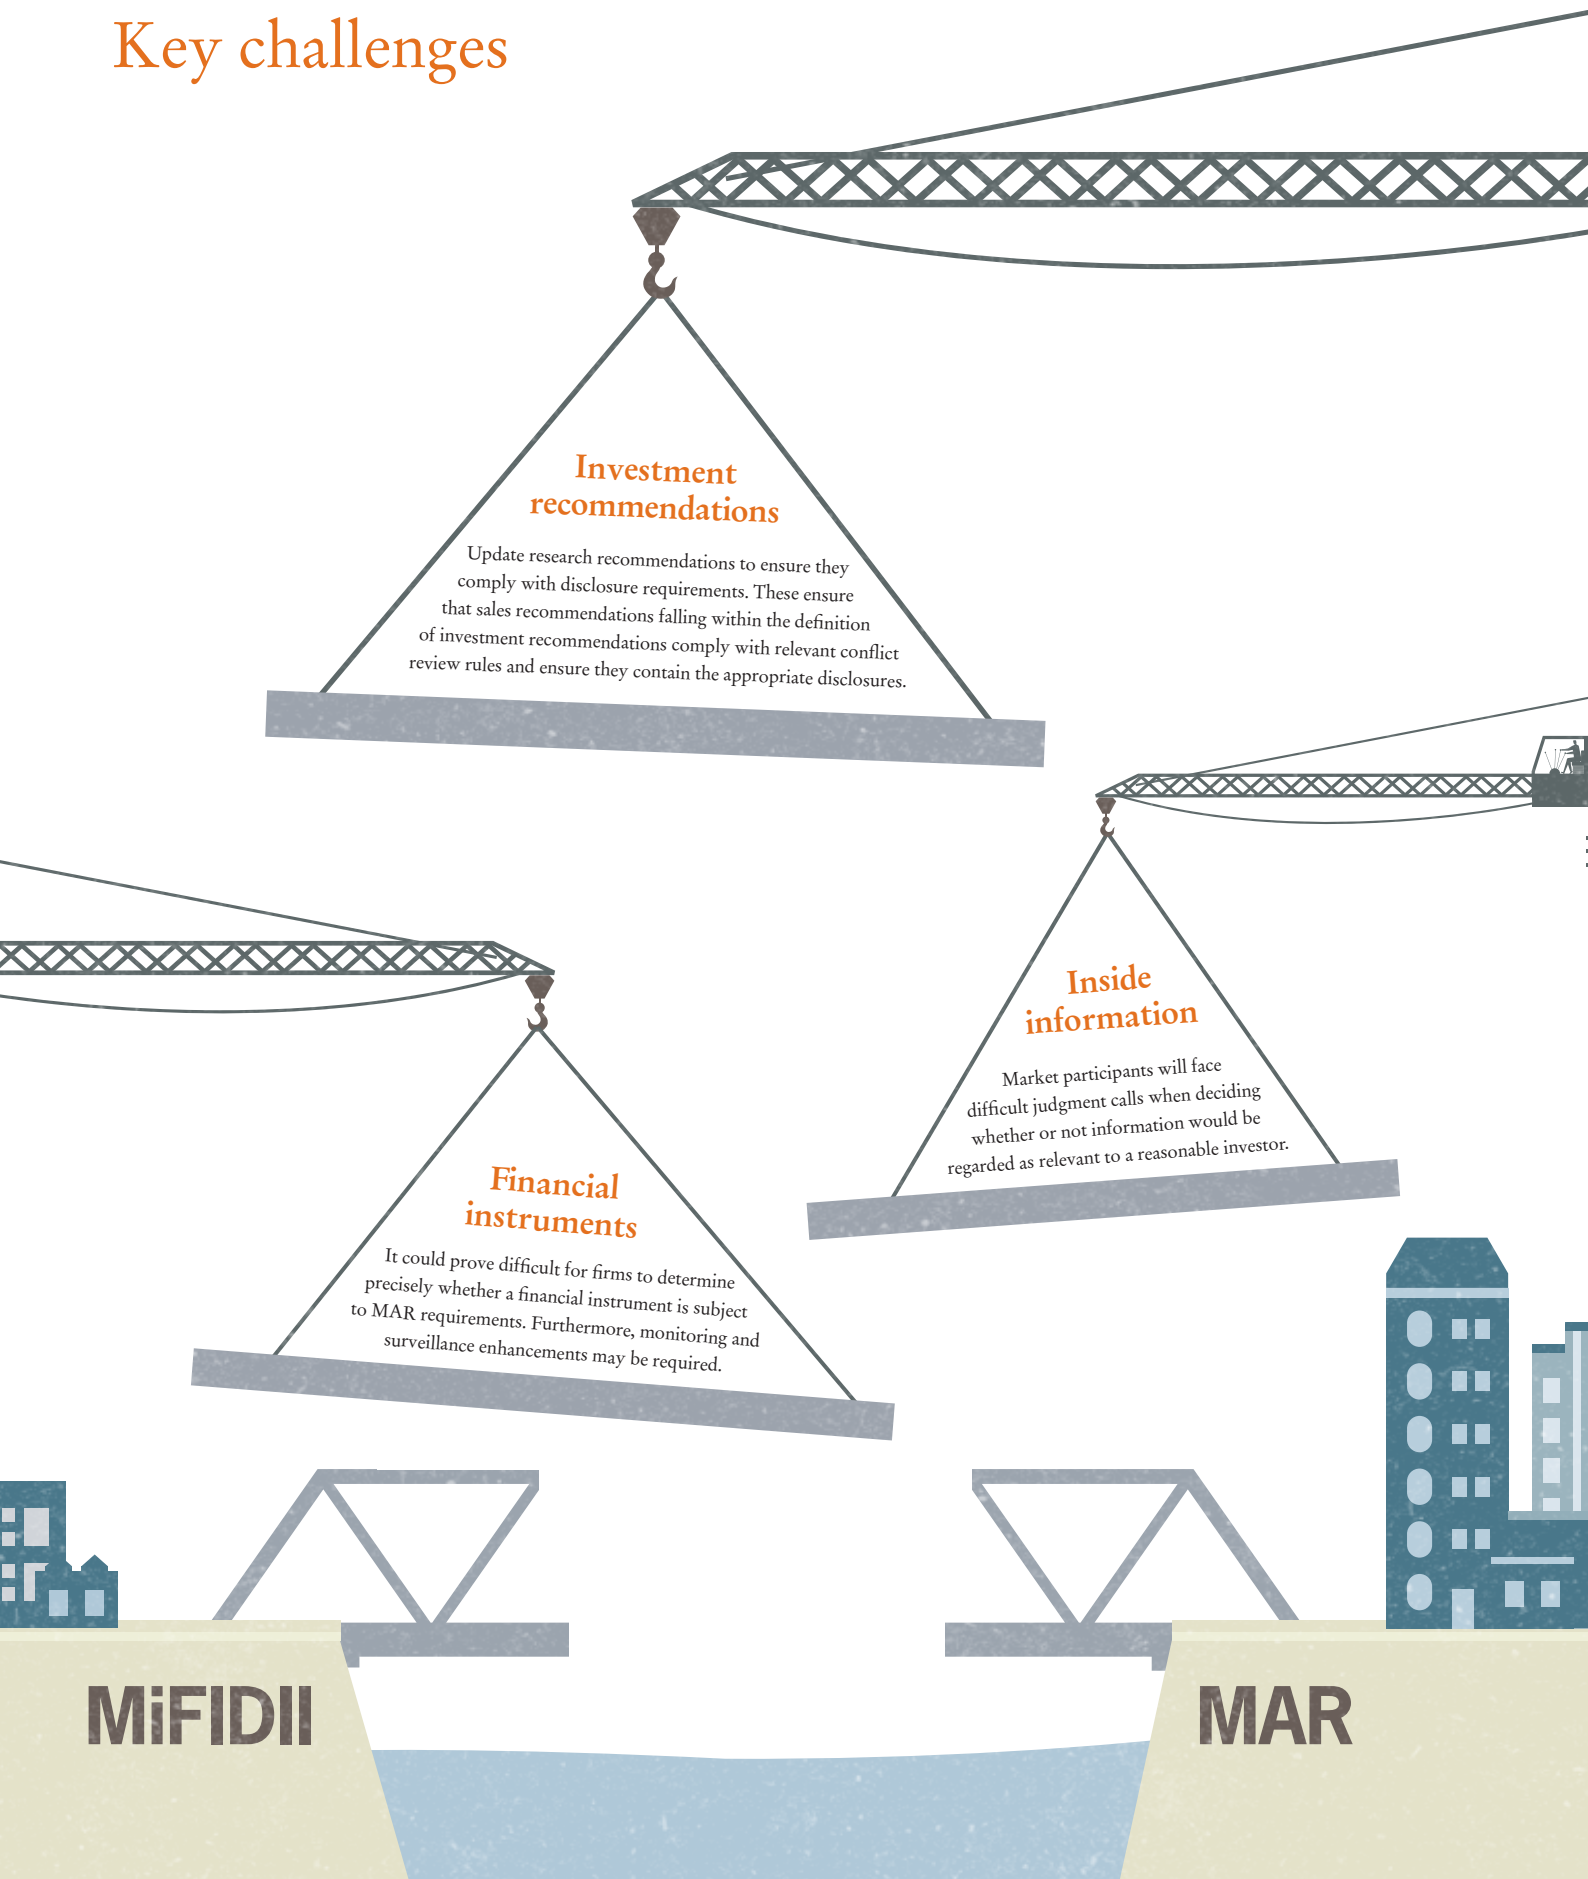 Key challenges
Investment
recommendations
Update research recommendations to ensure they
comply with disclosure requirements. These ensure
that sales recommendations falling within the definition
of investment recommendations comply with relevant conflict
review rules and ensure they contain the appropriate disclosures.
Inside
information
Market participants will face
difficult judgment calls when deciding
whether or not information would be
regarded as relevant to a reasonable investor.
Financial
instruments
It could prove difficult for firms to determine
precisely whether a financial instrument is subject
to MAR requirements. Furthermore, monitoring and
surveillance enhancements may be required.
MiFIDII
MAR